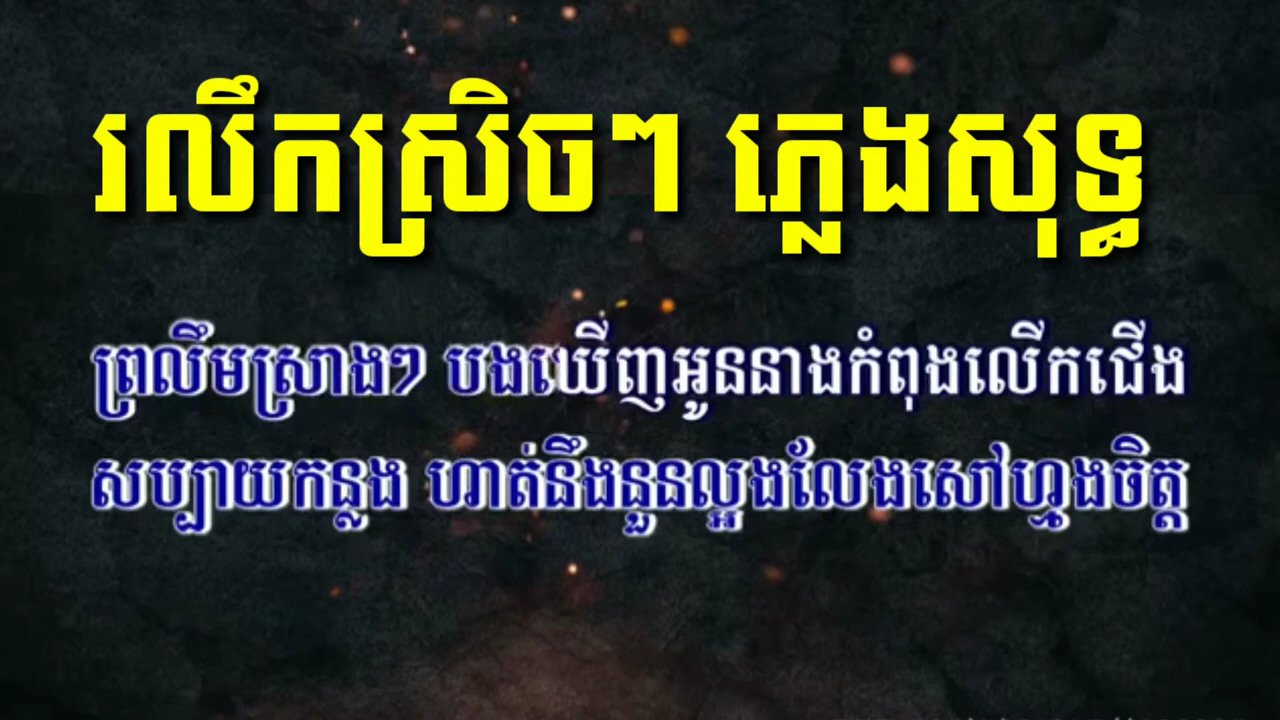 រលឹកស្រិចៗ ភ្លេងសុទ្ធ
ព្រលឹមស្រាងៗ បងឃើញអូននាងកំពុងលើកជើង
សប្បាយកន្លង ហាត់នឹងនួនល្អងលែងសៅហ្មងចិត្ត